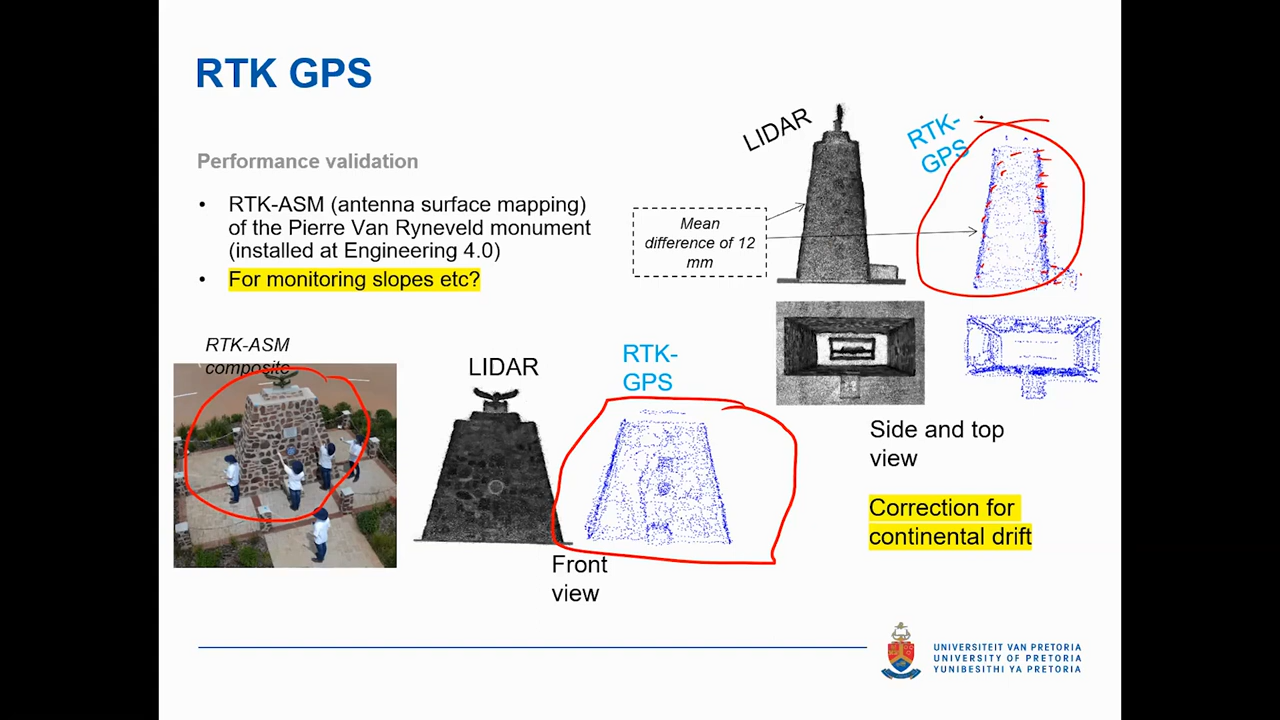 RTK GPS
Performance validation
• RTK-ASM (antenna surface mapping)
of the Pierre Van Ryneveld monument
(installed at Engineering 4.0)
• For monitoring slopes etc?
LIDAR
RTK-
GPS
Mean
difference of 12
mm
RTK-ASM
composite
LIDAR
RTK-
GPS
Front
view
Side and top
view
Correction for
continental drift
UNIVERSITEIT VAN PRETORIA
UNIVERSITY OF PRETORIA
YUNIBESITHI YA PRETORIA